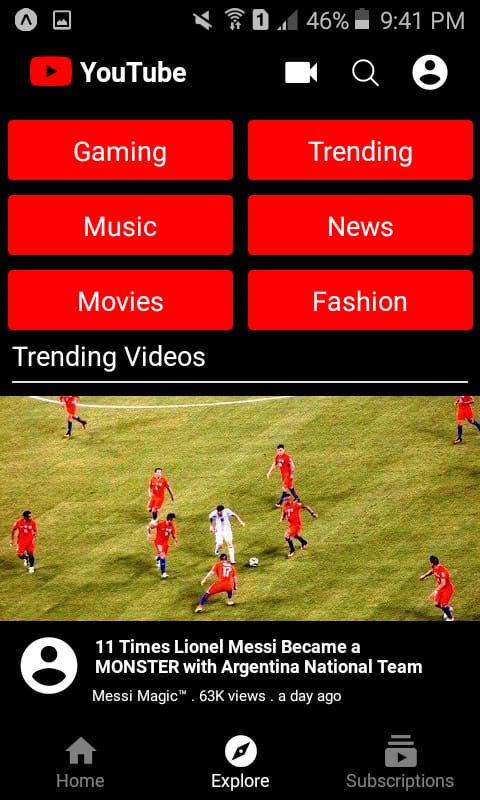 1 46% 9:41 PM
YouTube
Gaming Trending
Music News
Movies Fashion
Trending Videos
17
11 Times Lionel Messi Became a
MONSTER with Argentina National Team
Messi Magic™ . 63K views . a day ago
Home Explore Subscriptions